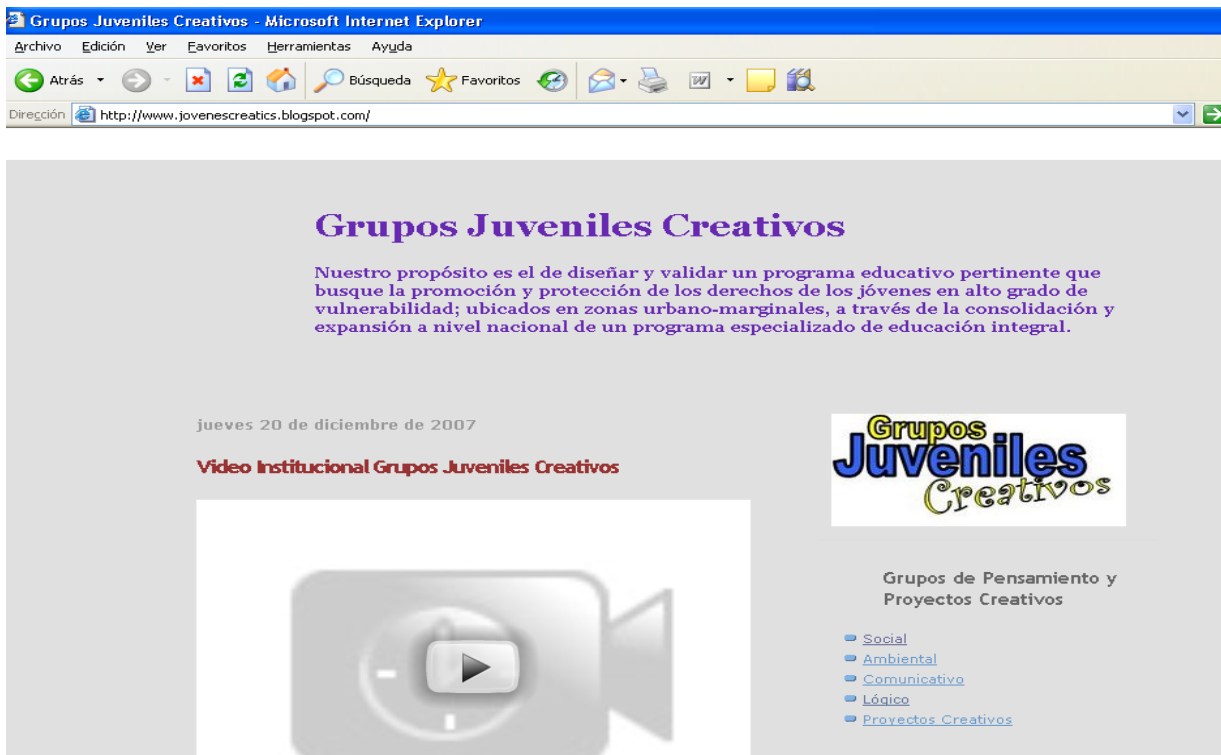 Grupos Juveniles Creativos - Microsoft Internet Explorer
Archivo Edición Ver Favoritos Herramientas Ayuda
Atrás Búsqueda Favoritos
Dirección http://www.jovenescreatics.blogspot.com/
Grupos Juveniles Creativos
Nuestro propósito es el de diseñar y validar un programa educativo pertinente que
busque la promoción y protección de los derechos de los jóvenes en alto grado de
vulnerabilidad; ubicados en zonas urbano-marginales, a través de la consolidación y
expansión a nivel nacional de un programa especializado de educación integral.
jueves 20 de diciembre de 2007
Video Institucional Grupos Juveniles Creativos
Grupos
Juveniles
Creativos
Grupos de Pensamiento y
Proyectos Creativos
Social
Ambiental
Comunicativo
Lógico
Proyectos Creativos